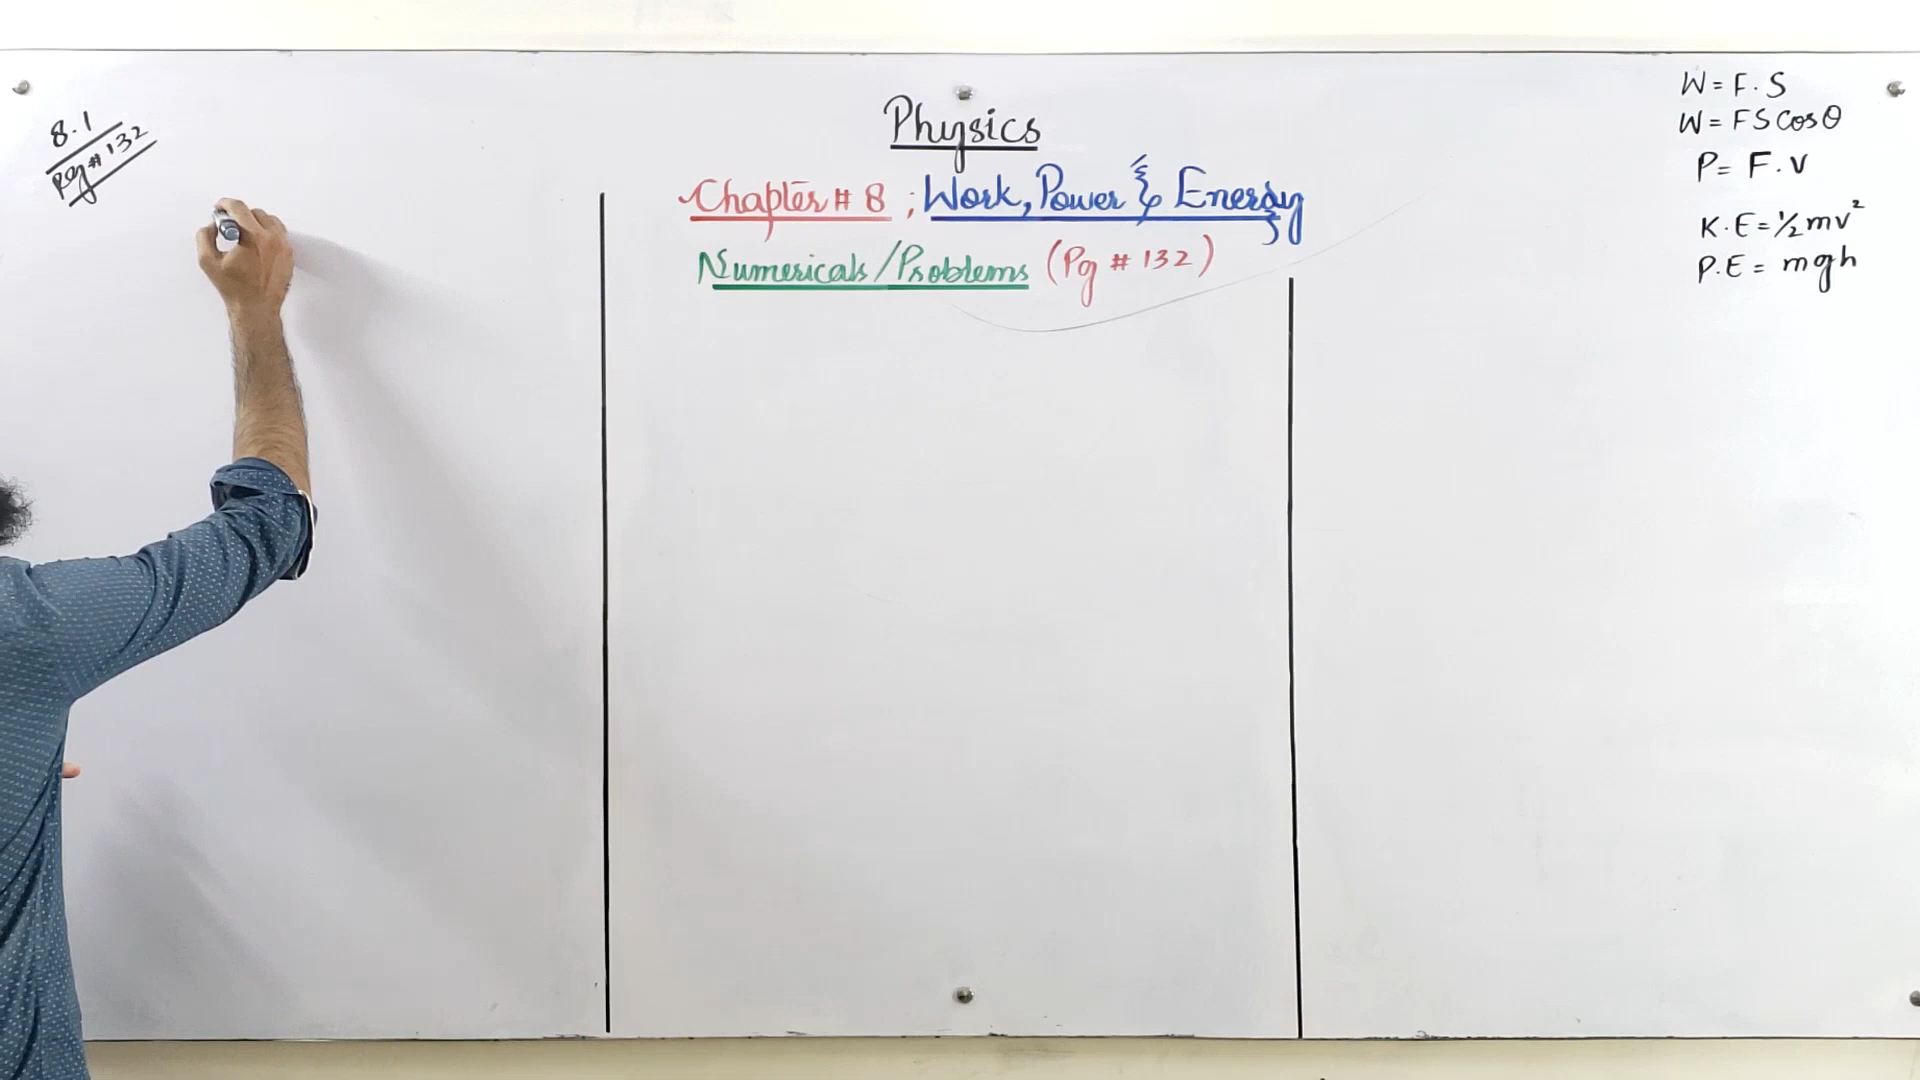 8.1
Pg # 132
Physics
Chapter # 8 ; Work, Power & Energy
Numericals/Problems (Pg # 132)
W = F . S
W = F S Cos θ
P = F . V
K . E = ½ mv²
P . E = mgh